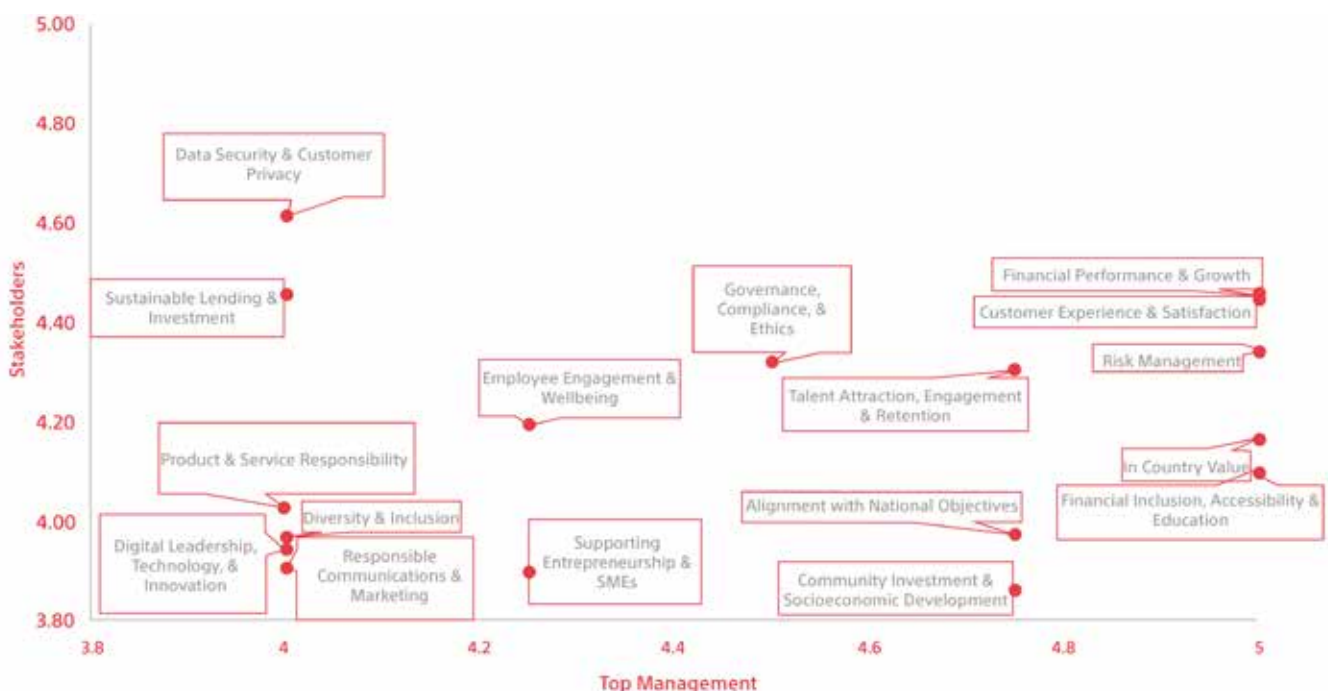 5.00
4.80
Data Security & Customer
Privacy
4.60
Financial Performance & Growth
Sustainable Lending &
Investment
Governance,
Compliance, &
Ethics
Customer Experience & Satisfaction
4.40
Stakeholders
Risk Management
Employee Engagement &
Wellbeing
Talent Attraction, Engagement
& Retention
4.20
Product & Service Responsibility
In Country Value
Alignment with National Objectives
Financial Inclusion, Accessibility &
Education
4.00
Diversity & Inclusion
Digital Leadership,
Technology, &
Innovation
Responsible
Communications &
Marketing
Supporting
Entrepreneurship &
SMEs
Community Investment &
Socioeconomic Development
3.80
3.8
4
4.2
4.4
4.6
4.8
5
Top Management